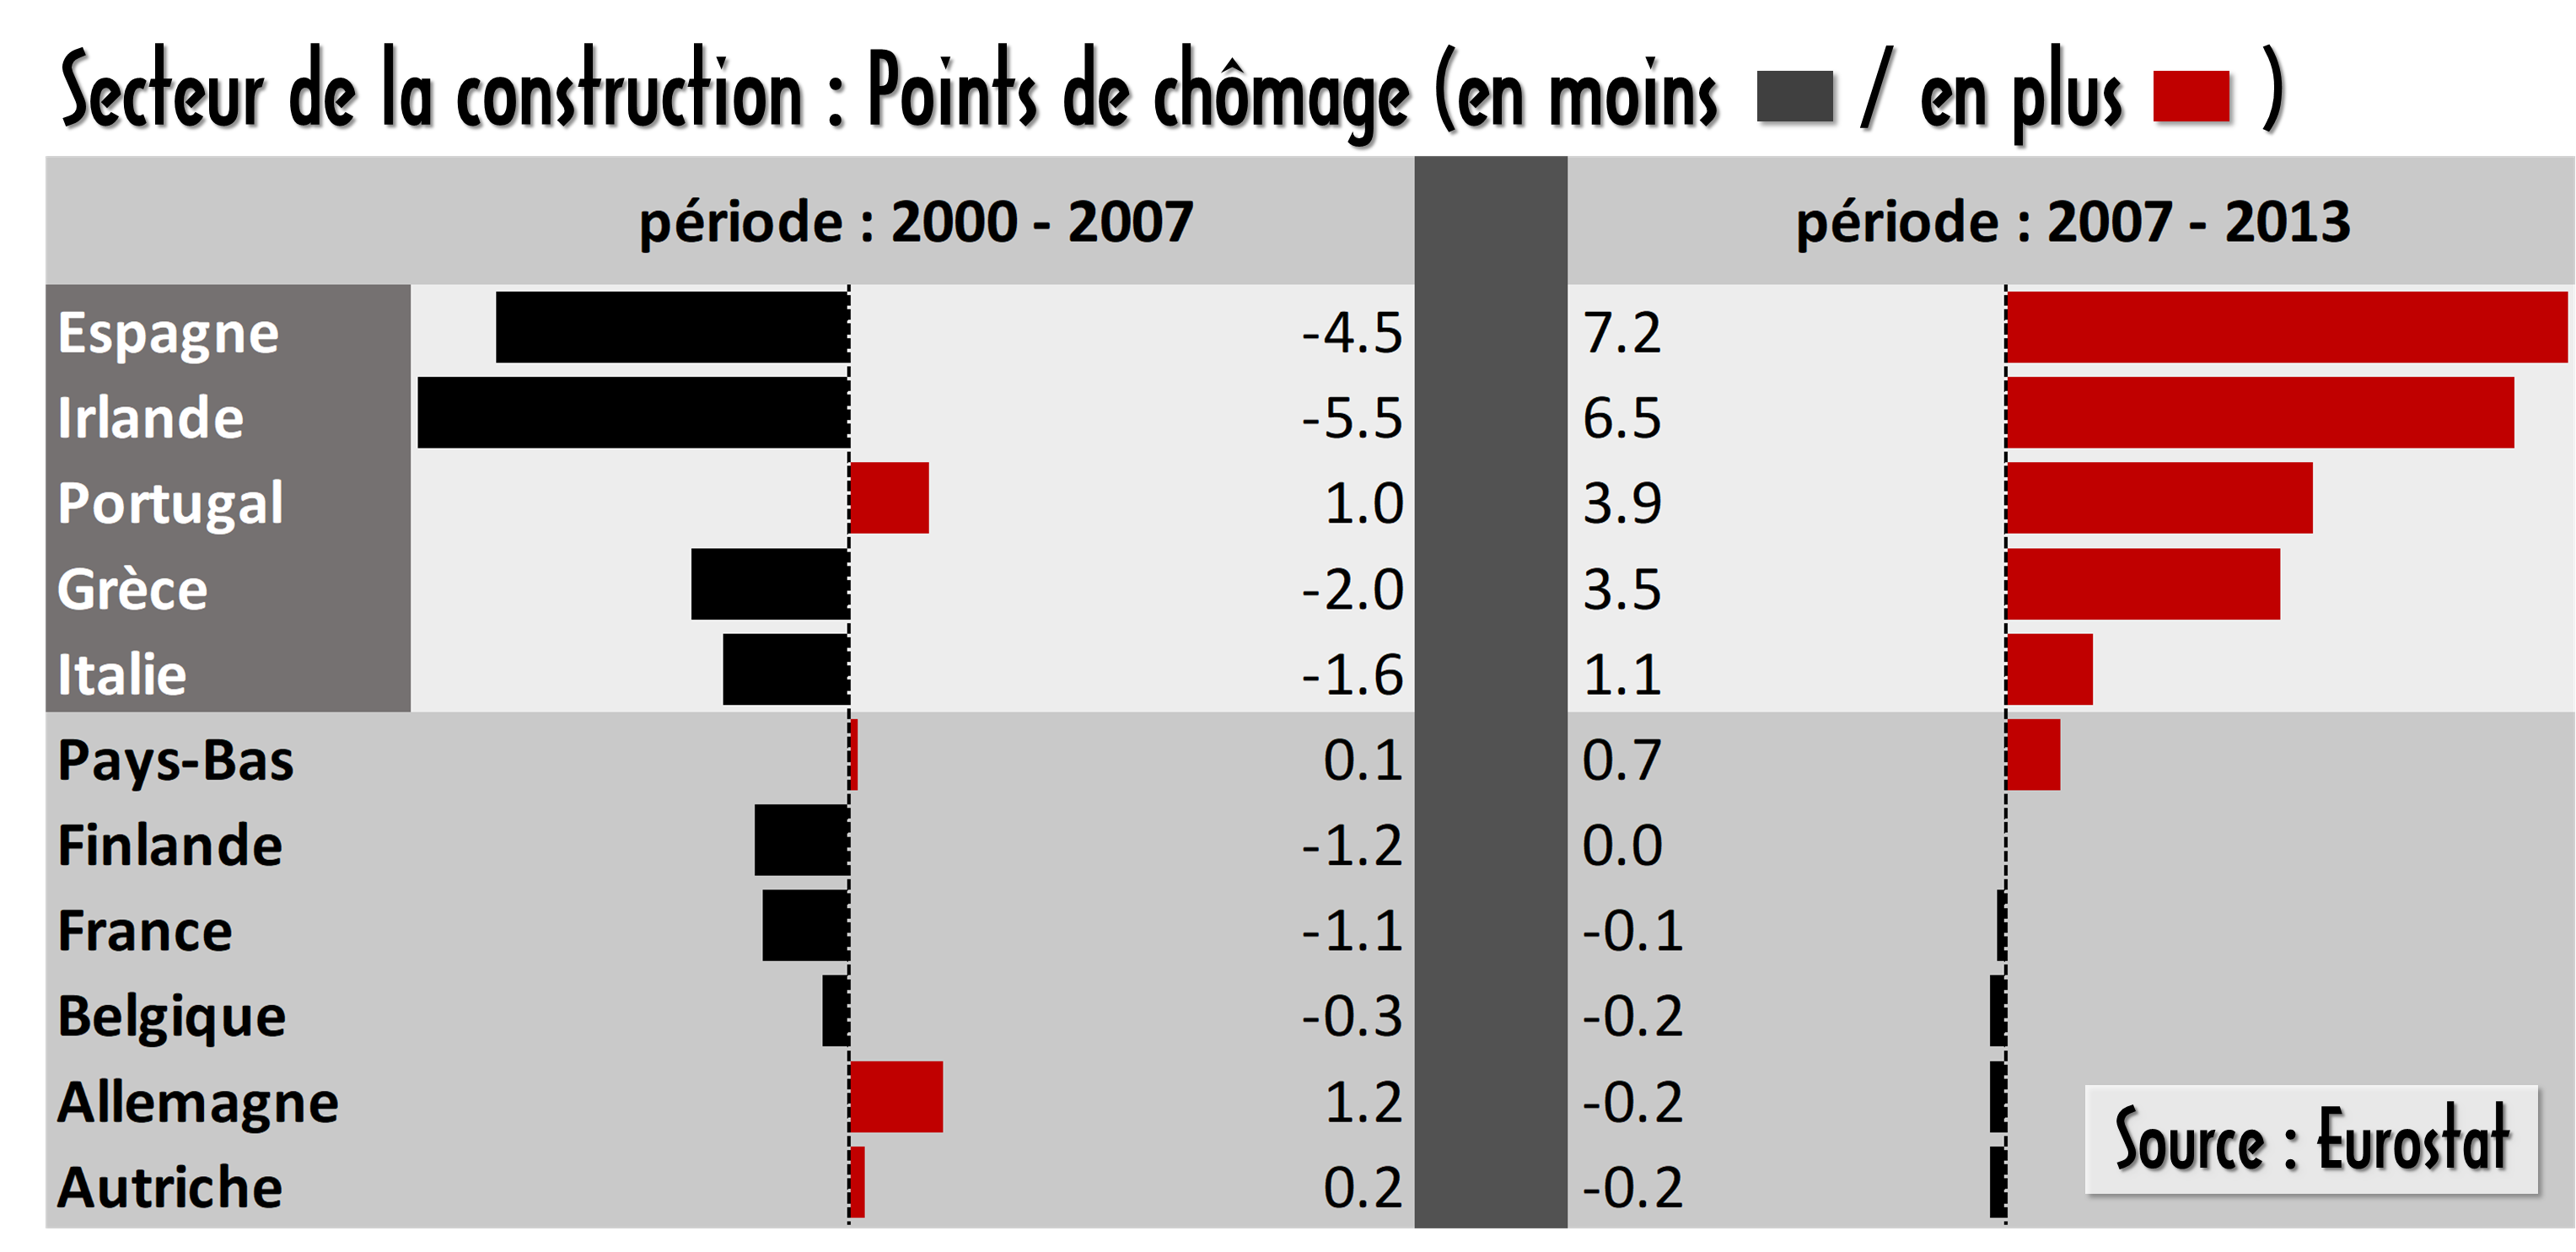 Secteur de la construction : Points de chômage (en moins / en plus )
période : 2000 - 2007 période : 2007 - 2013
Espagne -4.5 7.2
Irlande -5.5 6.5
Portugal 1.0 3.9
Grèce -2.0 3.5
Italie -1.6 1.1
Pays-Bas 0.1 0.7
Finlande -1.2 0.0
France -1.1 -0.1
Belgique -0.3 -0.2
Allemagne 1.2 -0.2
Autriche 0.2 -0.2
Source : Eurostat